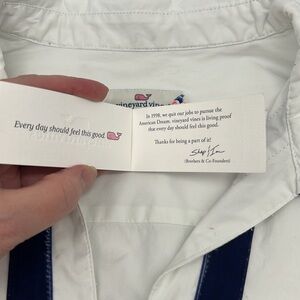 vineyard vines
Every day should feel this good.
In 1998, we quit our jobs to pursue the
American Dream. vineyard vines is living proof
that every day should feel this good.
Thanks for being a part of it!
Shep | Ian
(Brothers & Co-Founders)